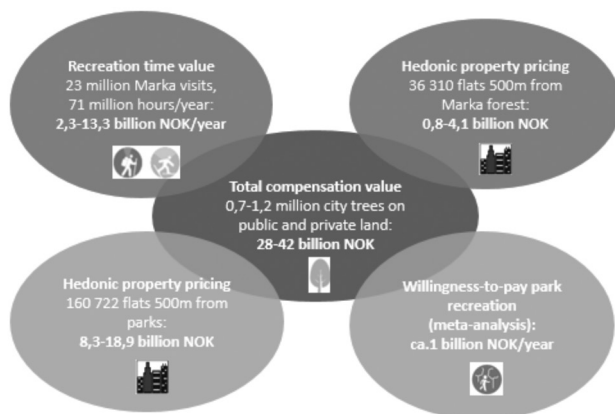 Recreation time value
23 million Marka visits,
71 million hours/year:
2,3-13,3 billion NOK/year
Hedonic property pricing
36 310 flats 500m from
Marka forest:
0,8-4,1 billion NOK
Total compensation value
0,7-1,2 million city trees on
public and private land:
28-42 billion NOK
Hedonic property pricing
160 722 flats 500m from
parks:
8,3-18,9 billion NOK
Willingness-to-pay park
recreation
(meta-analysis):
ca.1 billion NOK/year